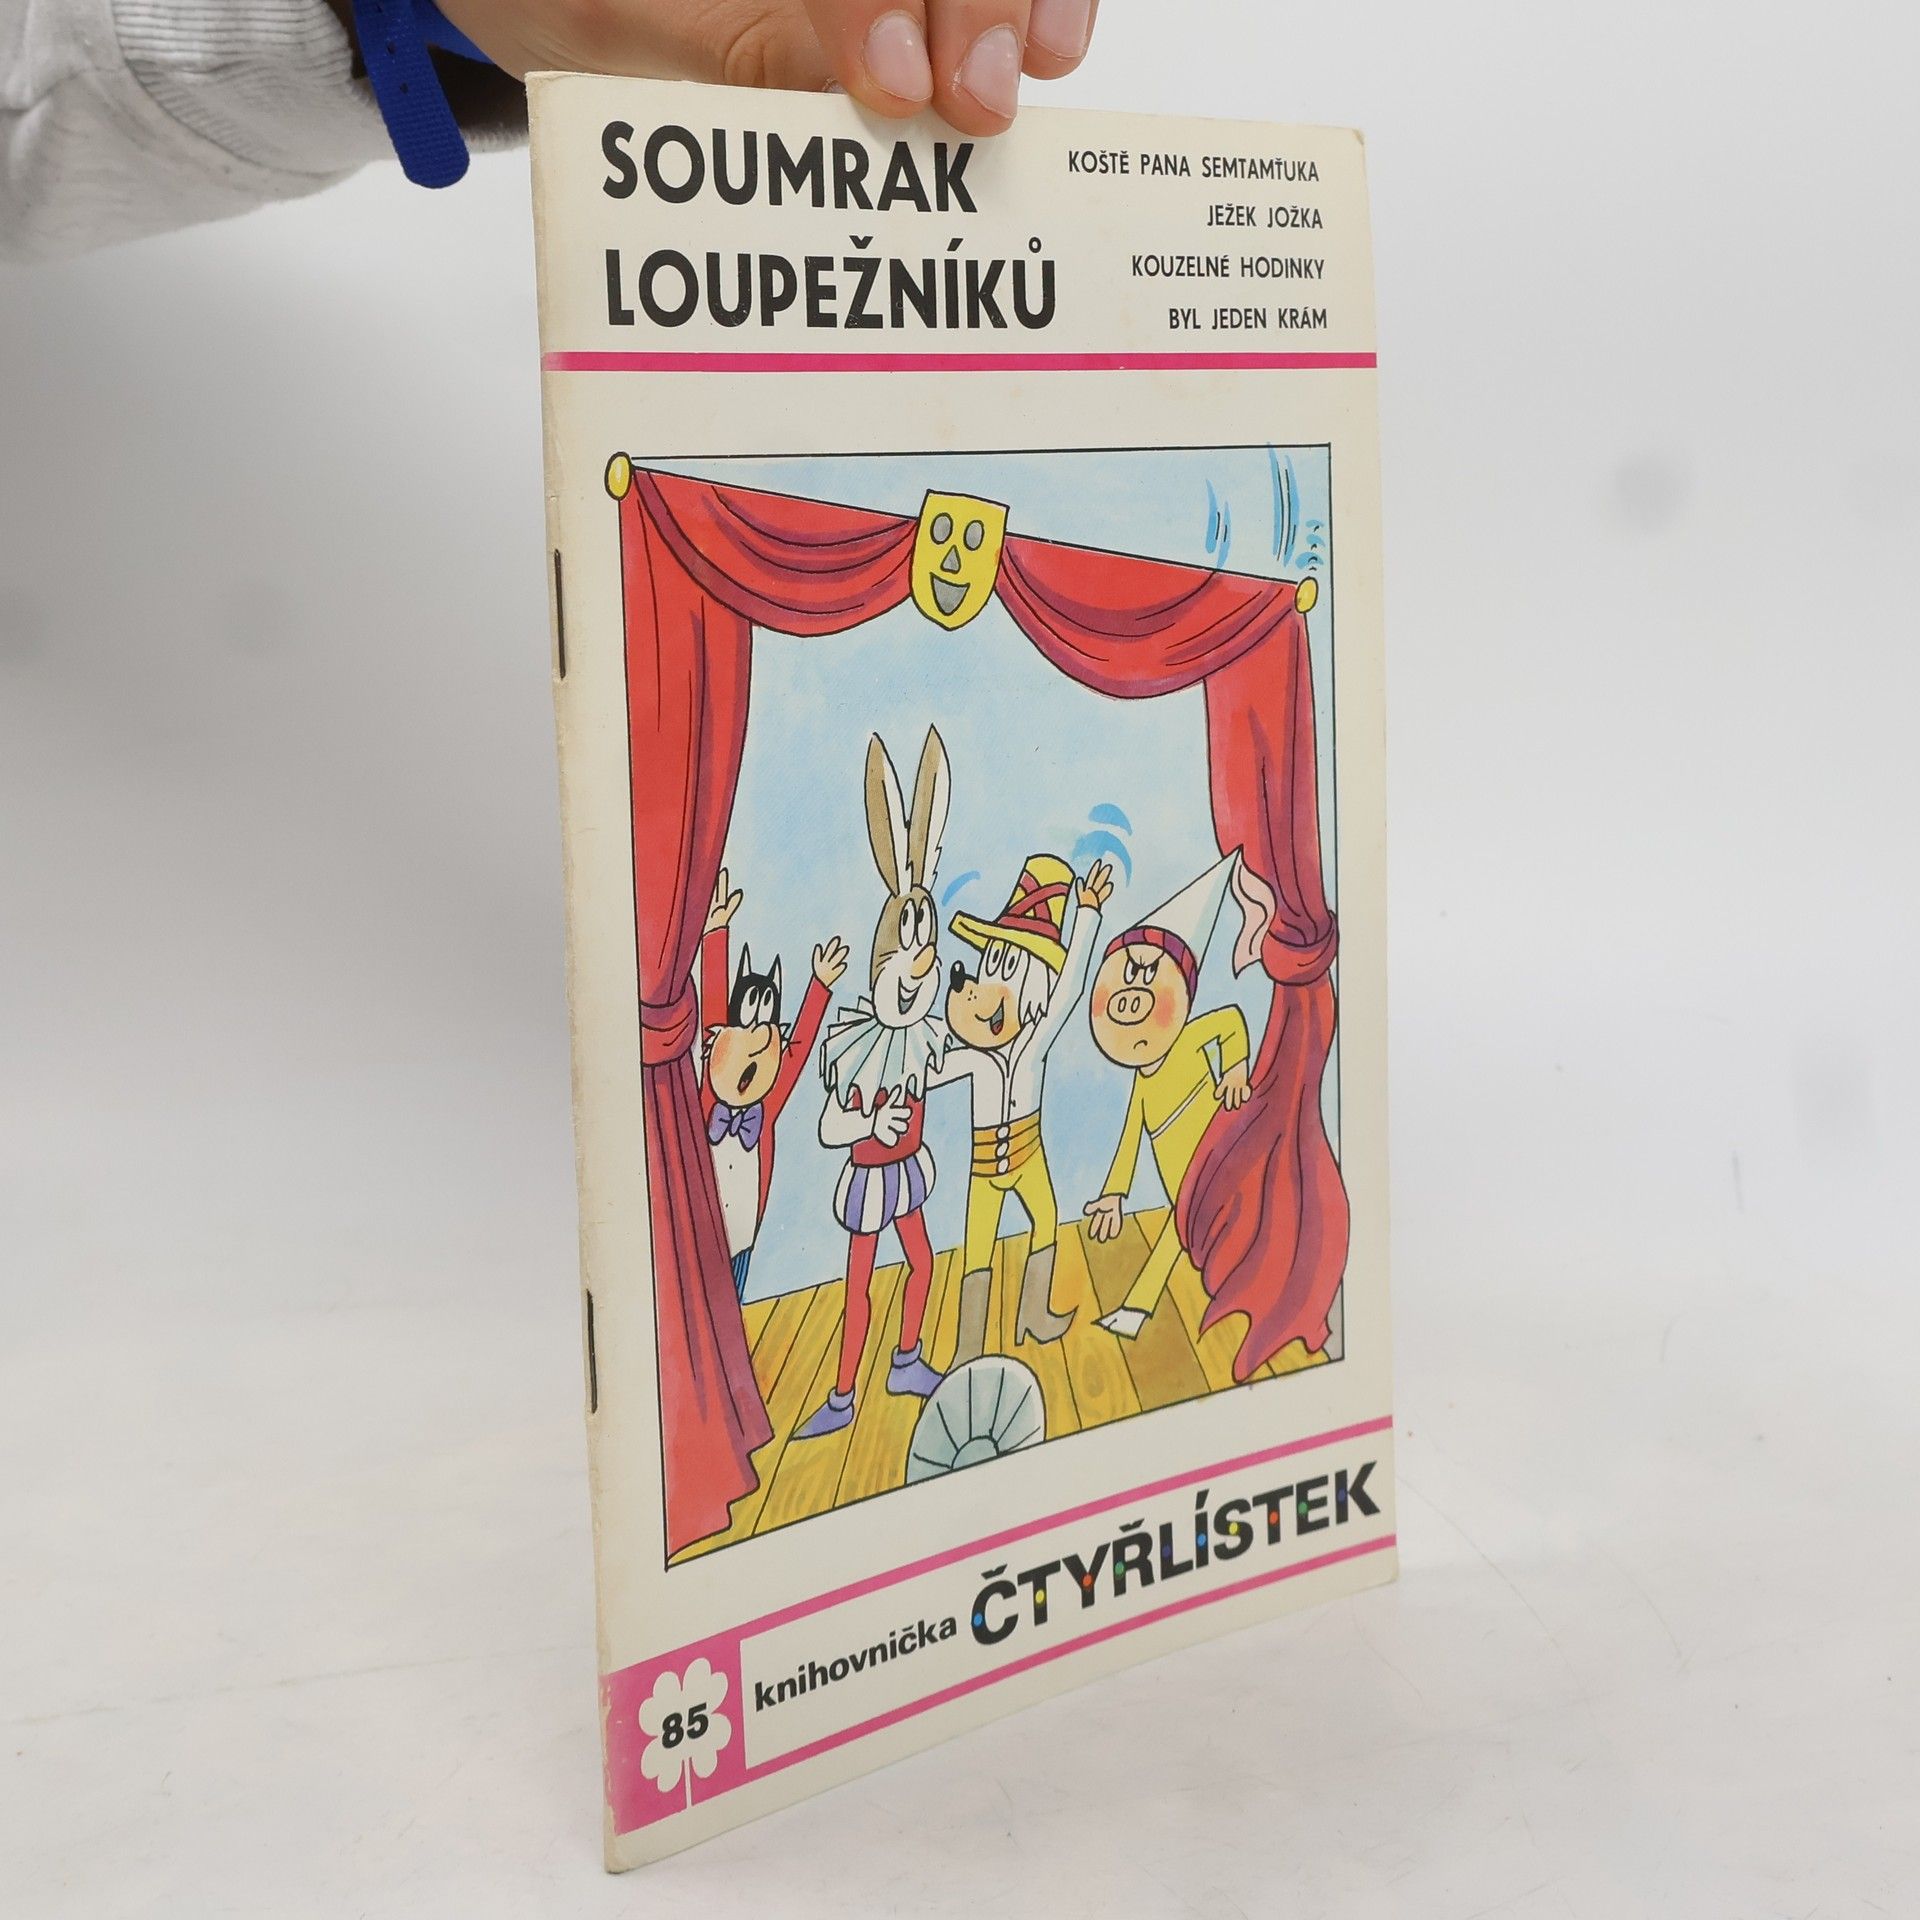 SOUMRAK
LOUPEŽNÍKŮ
KOŠTĚ PANA SEMTAMŤUKA
JEŽEK JOŽKA
KOUZELNÉ HODINKY
BYL JEDEN KRÁM
85
knihovnička ČTYŘLÍSTEK